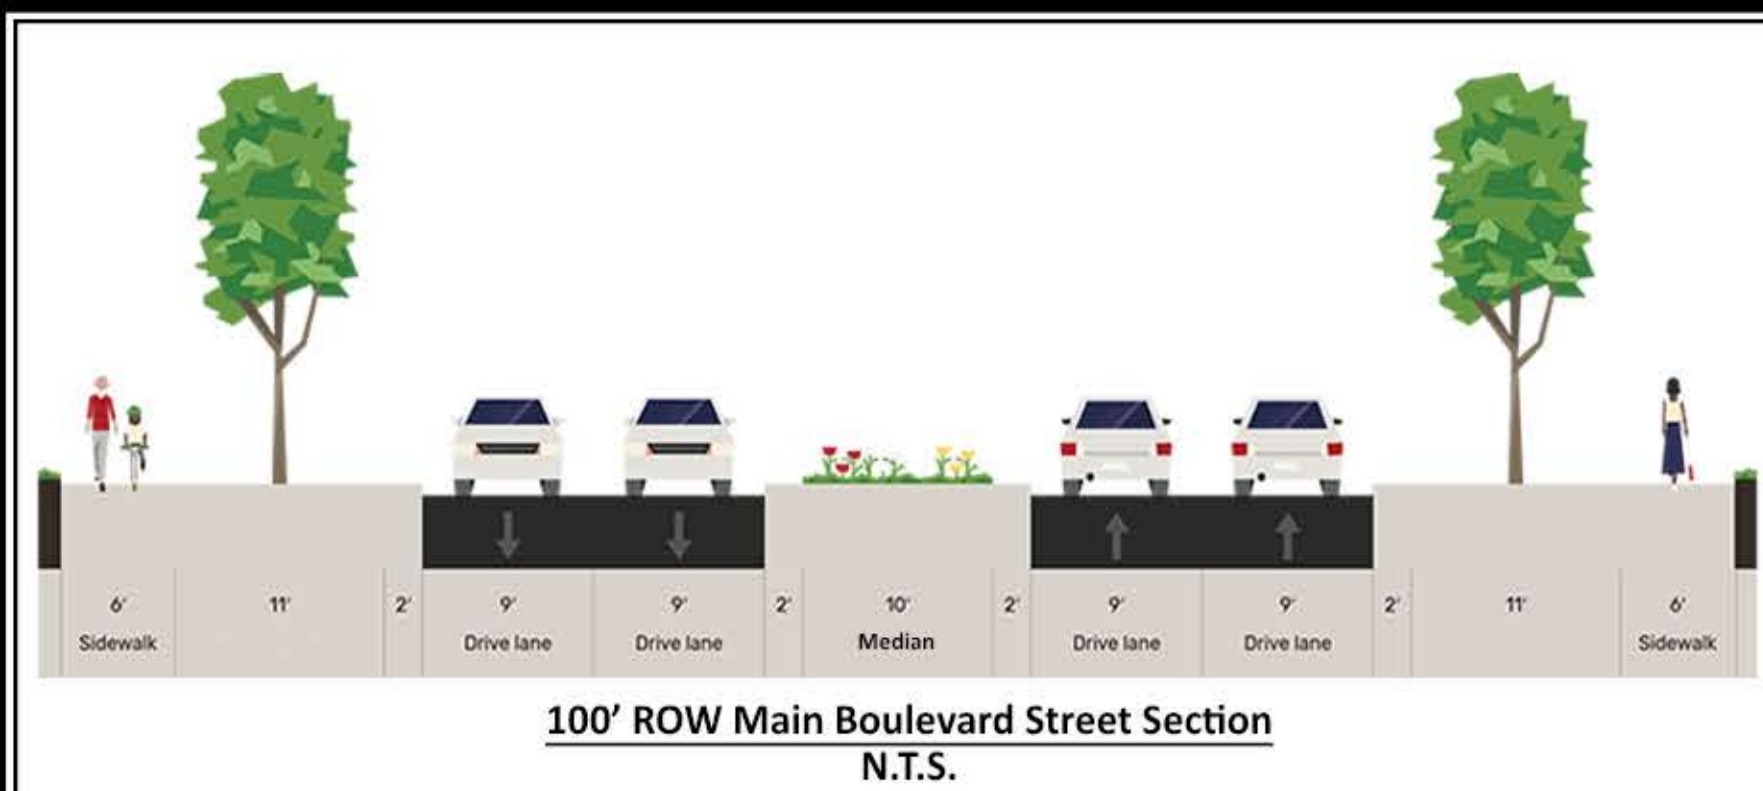 6' 11' 2' 9' 9' 2' 10' 2' 9' 9' 2' 11' 6'
Sidewalk Drive lane Drive lane Median Drive lane Drive lane Sidewalk
100' ROW Main Boulevard Street Section
N.T.S.